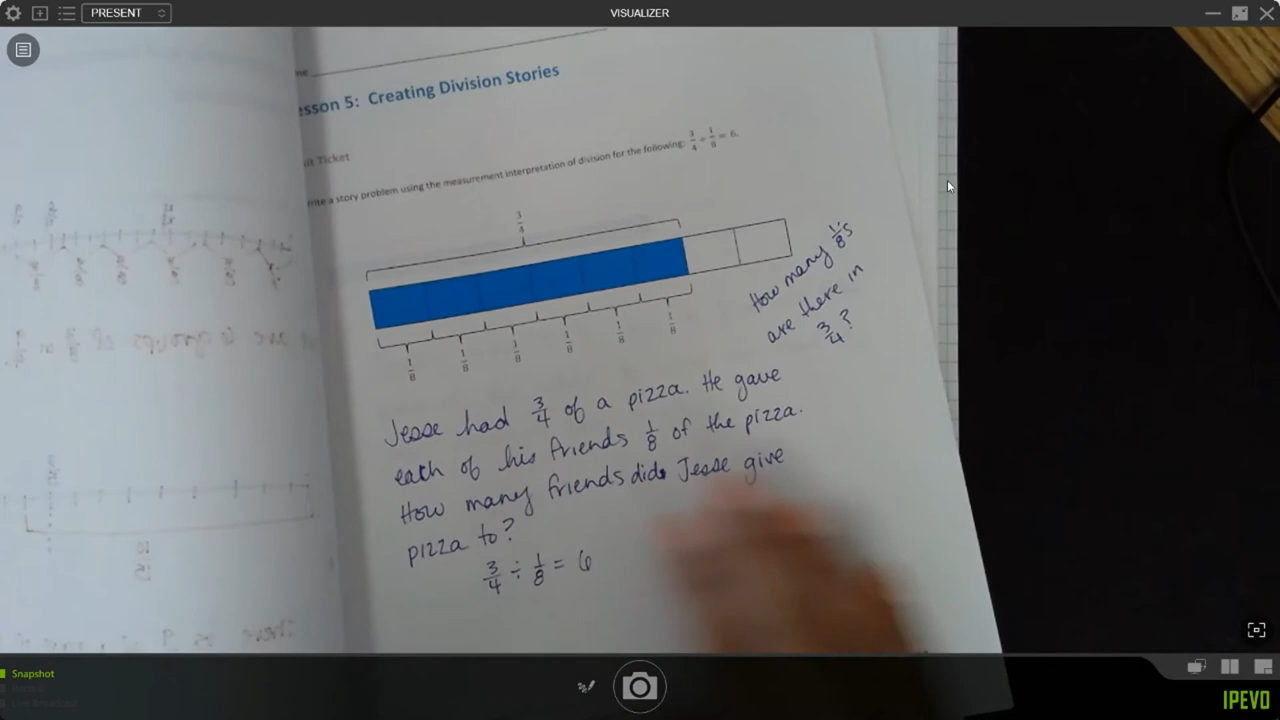 PRESENT
VISUALIZER
Lesson 5: Creating Division Stories
Exit Ticket
Write a story problem using the measurement interpretation of division for the following: 3/4 ÷ 1/8 = 6.
3/4
1/8 1/8 1/8 1/8 1/8 1/8
How many 1/8's
are there in
3/4?
Jesse had 3/4 of a pizza. He gave
each of his friends 1/8 of the pizza.
How many friends did Jesse give
pizza to?
3/4 ÷ 1/8 = 6
Snapshot
IPEVO